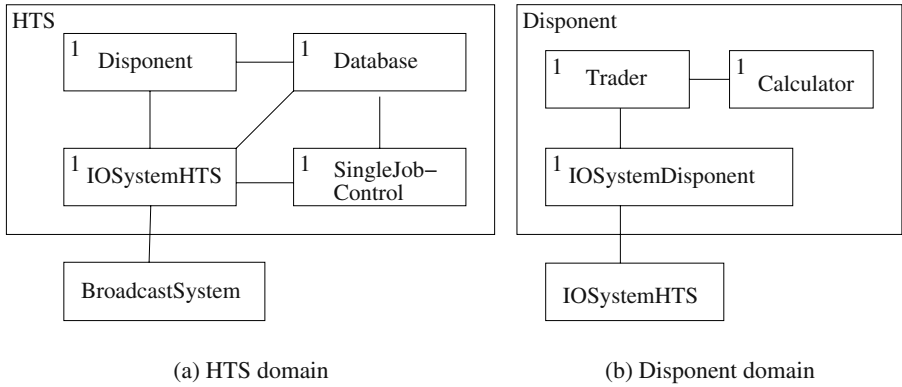 HTS
1
Disponent
1
Database
1
IOSystemHTS
1
SingleJob−
Control
BroadcastSystem
(a) HTS domain
Disponent
1
Trader
1
Calculator
1
IOSystemDisponent
IOSystemHTS
(b) Disponent domain